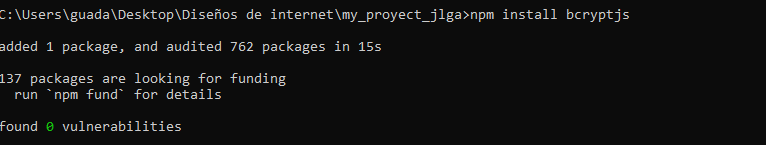 C:\Users\guada\Desktop\Diseños de internet\my_proyect_jlga>npm install bcryptjs
added 1 package, and audited 762 packages in 15s
137 packages are looking for funding
run `npm fund` for details
found 0 vulnerabilities